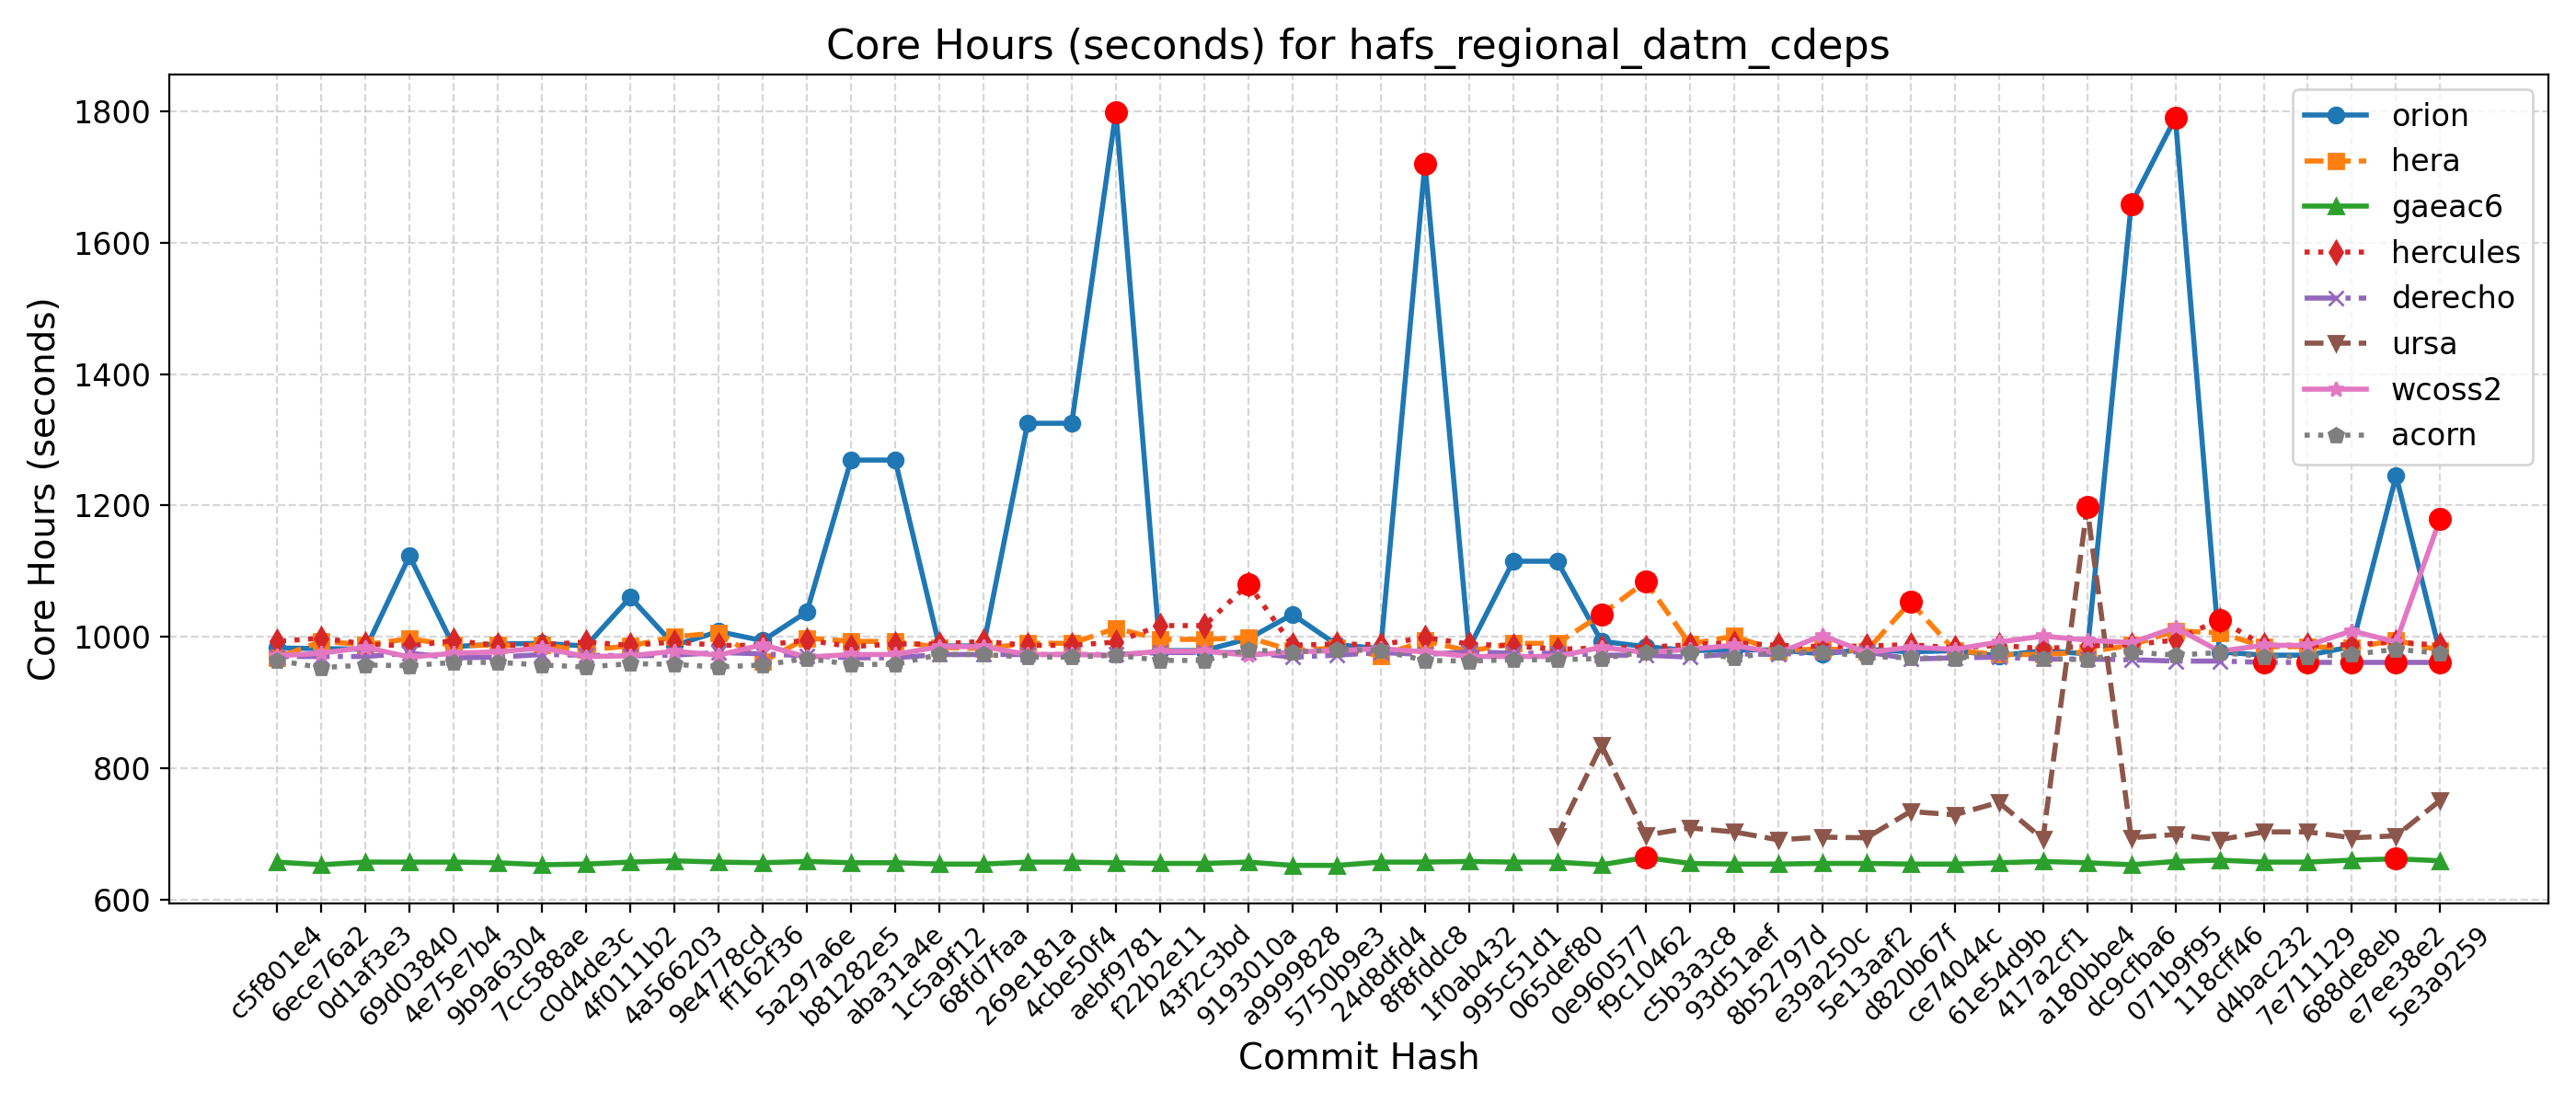 Core Hours (seconds) for hafs_regional_datm_cdeps
Core Hours (seconds)
1800
1600
1400
1200
1000
800
600
orion
hera
gaeac6
hercules
derecho
ursa
wcoss2
acorn
c5f801e4
6ece76a2
0d1af3e3
69d03840
4e75e7b4
9b9a6304
7cc588ae
c0d4de3c
4f0111b2
4a566203
9e4778cd
ff162f36
5a297a6e
b81282e5
aba31a4e
1c5a9f12
68fd7faa
269e181a
4cbe50f4
aebf9781
f22b2e11
43f2c3bd
9193010a
a9999828
5750b9e3
24d8dfd4
8f8fddc8
1f0ab432
995c51d1
065def80
0e960577
f9c10462
c5b3a3c8
93d51aef
8b52797d
e39a250c
5e13aaf2
d820b67f
ce74044c
61e54d9b
417a2cf1
a180bbe4
dc9cfba6
071b9f95
118cff46
d4bac232
7e711129
688de8eb
e7ee38e2
5e3a9259
Commit Hash